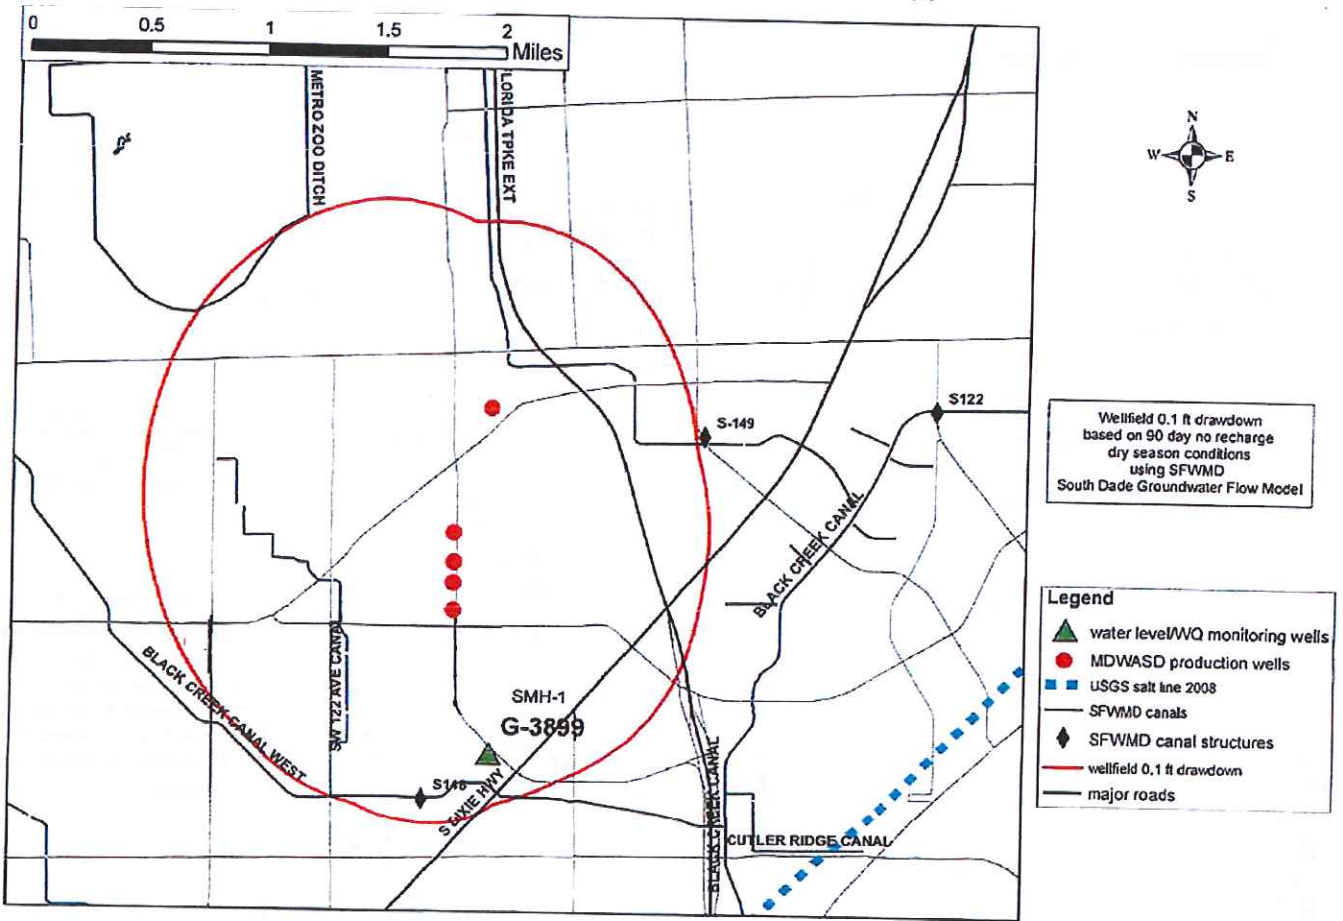 0 0.5 1 1.5 2
Miles
METRO ZOO DITCH
FLORIDA TPKE EXT
N
W E
S
S122
S-149
Wellfield 0.1 ft drawdown
based on 90 day no recharge
dry season conditions
using SFWMD
South Dade Groundwater Flow Model
BLACK CREEK CANAL
Legend
water level/WQ monitoring wells
MDWASD production wells
USGS salt line 2008
SFWMD canals
SFWMD canal structures
wellfield 0.1 ft drawdown
major roads
BLACK CREEK CANAL WEST
SW 122 AVE CANAL
SMH-1
G-3899
S148
S DIXIE HWY
BLACK CREEK CANAL
CUTLER RIDGE CANAL